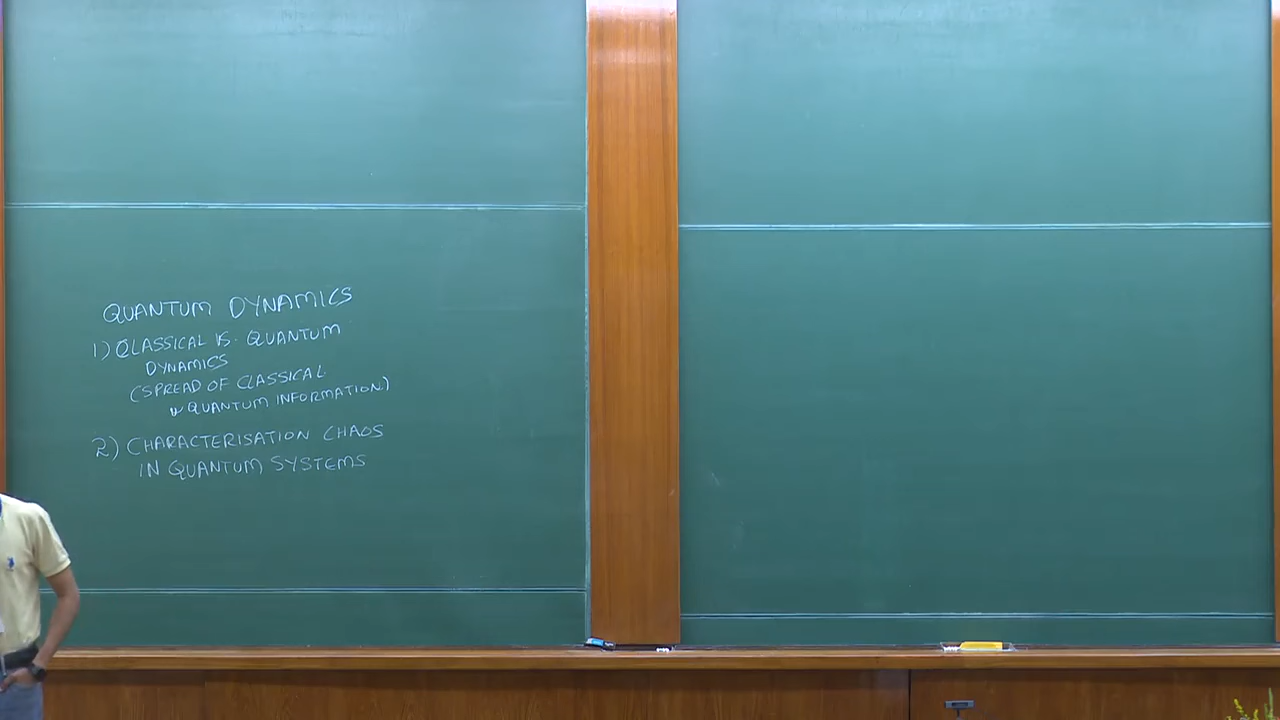 QUANTUM DYNAMICS
1) CLASSICAL VS. QUANTUM
DYNAMICS
(SPREAD OF CLASSICAL
QUANTUM INFORMATION)
2) CHARACTERISATION CHAOS
IN QUANTUM SYSTEMS